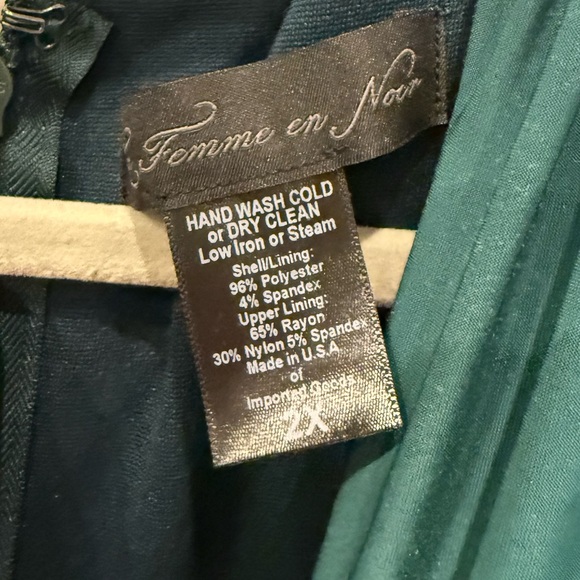 Femme en Noir
HAND WASH COLD
or DRY CLEAN
Low Iron or Steam
Shell/Lining:
96% Polyester
4% Spandex
Upper Lining:
65% Rayon
30% Nylon 5% Spandex
Made in U.S.A
of
Imported Goods
2X